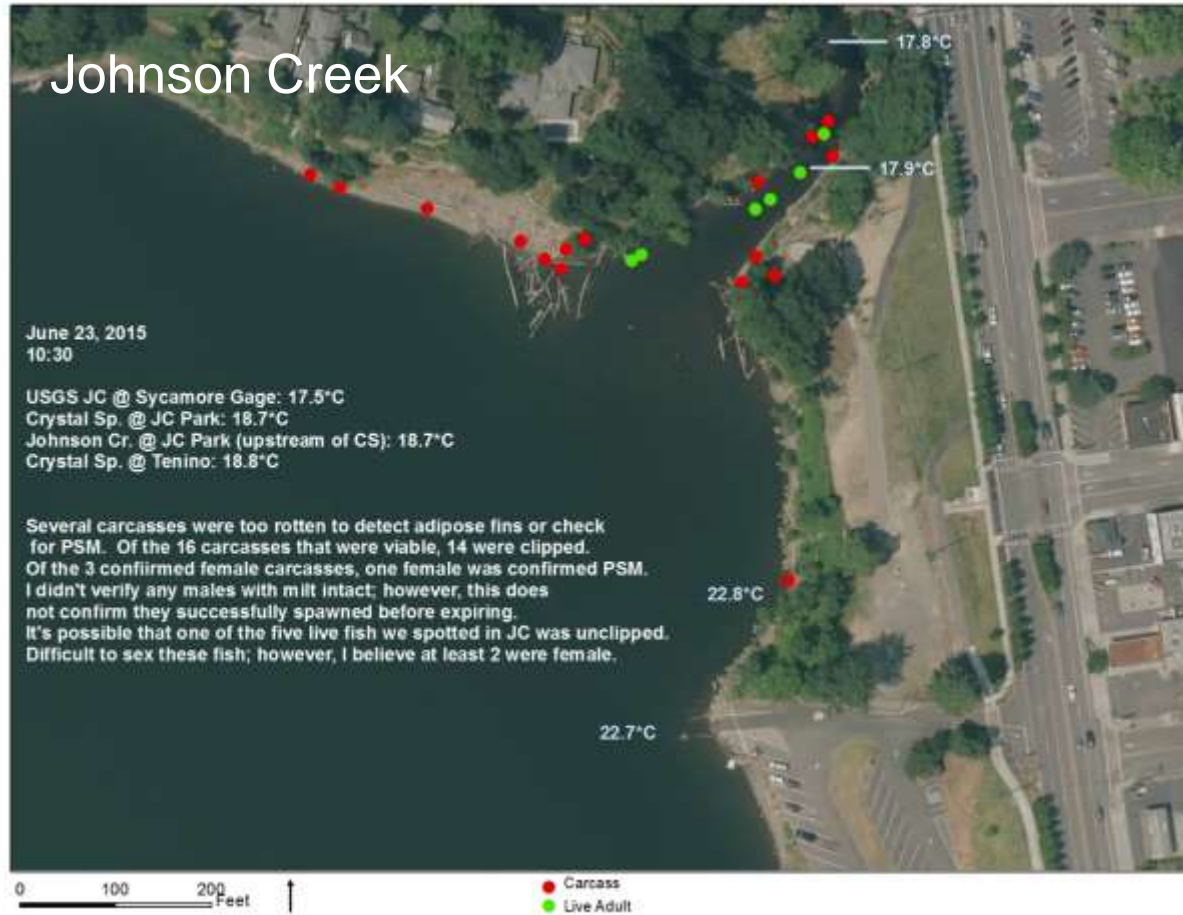 Johnson Creek
17.8°C
17.9°C
June 23, 2015
10:30
USGS JC @ Sycamore Gage: 17.5°C
Crystal Sp. @ JC Park: 18.7°C
Johnson Cr. @ JC Park (upstream of CS): 18.7°C
Crystal Sp. @ Tenino: 18.8°C
Several carcasses were too rotten to detect adipose fins or check
for PSM. Of the 16 carcasses that were viable, 14 were clipped.
Of the 3 confiirmed female carcasses, one female was confirmed PSM.
I didn't verify any males with milt intact; however, this does
not confirm they successfully spawned before expiring.
It's possible that one of the five live fish we spotted in JC was unclipped.
Difficult to sex these fish; however, I believe at least 2 were female.
22.8°C
22.7°C
0 100 200 Feet
Carcass
Live Adult